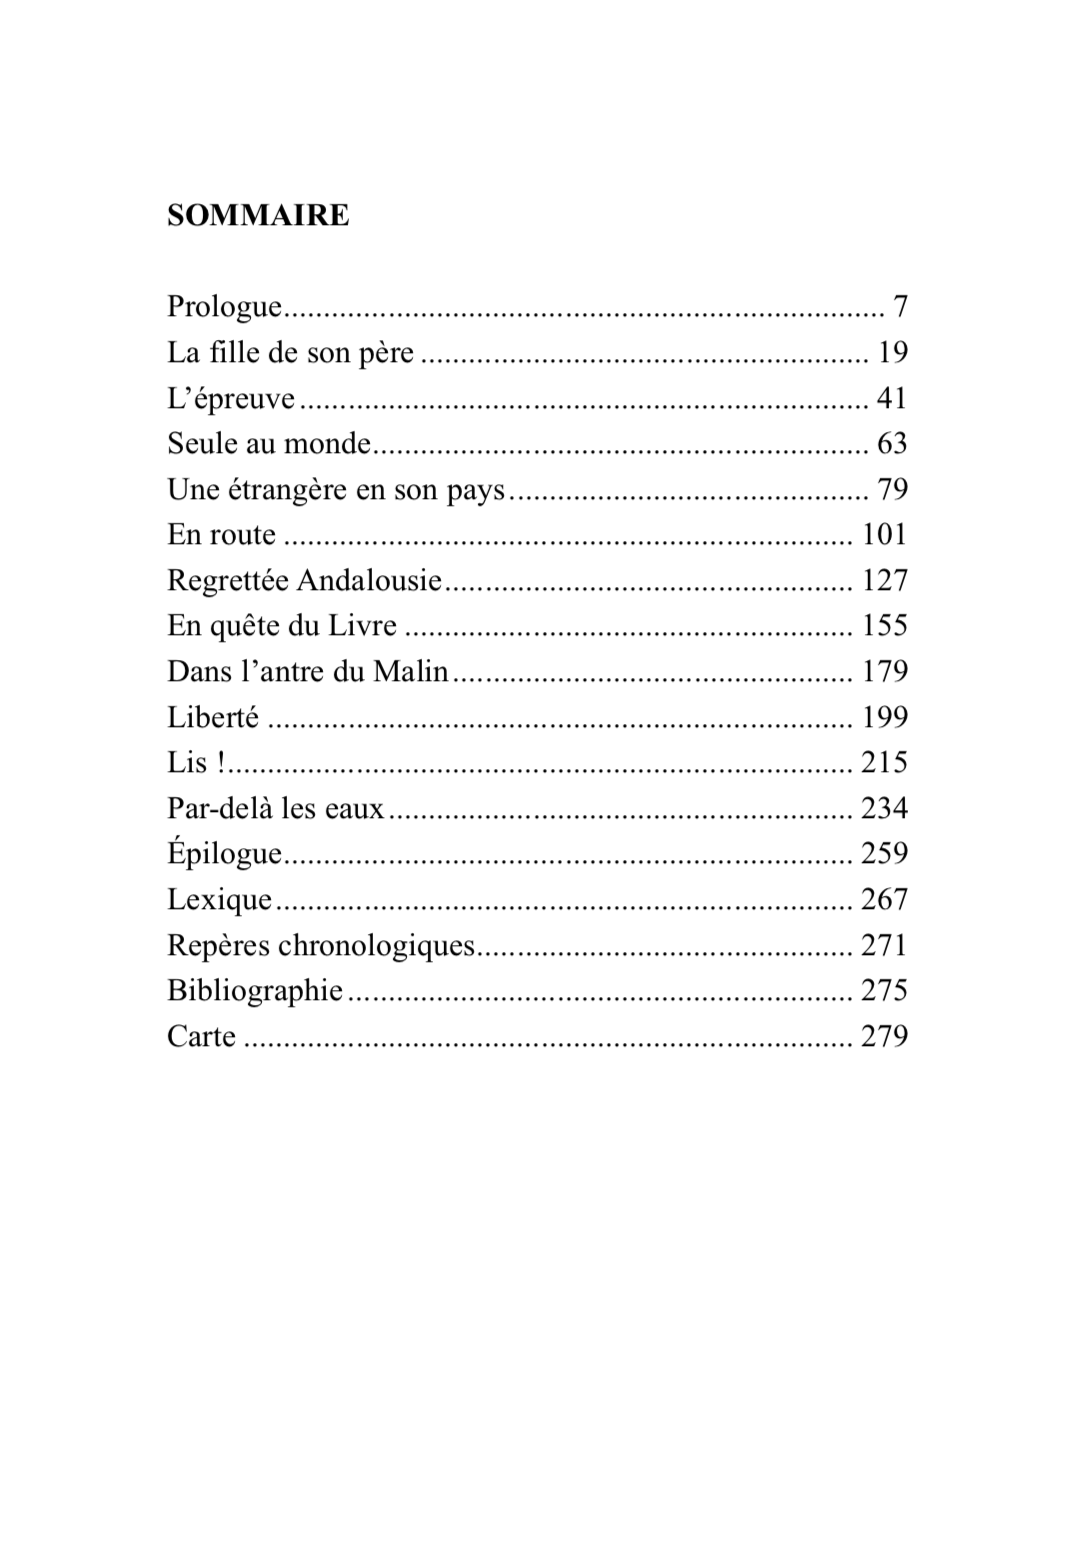 SOMMAIRE
Prologue........................................................................... 7
La fille de son père ........................................................ 19
L’épreuve....................................................................... 41
Seule au monde.............................................................. 63
Une étrangère en son pays............................................. 79
En route ....................................................................... 101
Regrettée Andalousie................................................... 127
En quête du Livre ........................................................ 155
Dans l’antre du Malin.................................................. 179
Liberté ......................................................................... 199
Lis !.............................................................................. 215
Par-delà les eaux.......................................................... 234
Épilogue....................................................................... 259
Lexique........................................................................ 267
Repères chronologiques............................................... 271
Bibliographie............................................................... 275
Carte ............................................................................ 279